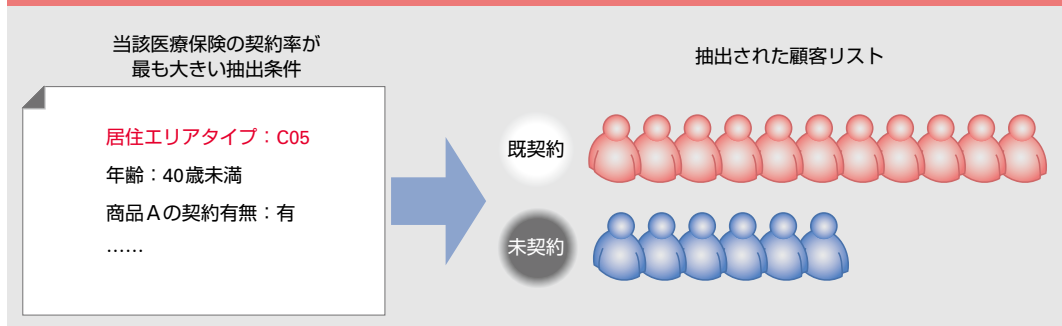 当該医療保険の契約率が
最も大きい抽出条件
居住エリアタイプ：C05
年齢：40歳未満
商品Ａの契約有無：有
……
抽出された顧客リスト
既契約
未契約